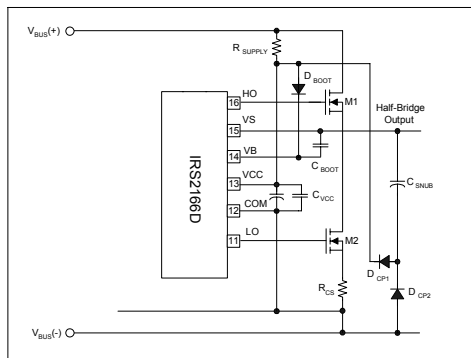 VBUS(+)
RSUPPLY
DBOOT
HO
16
M1
VS
15
Half-Bridge
Output
VB
14
CBOOT
IRS2166D
VCC
13
CVCC
CSNUB
COM
12
LO
11
M2
DCP1
RCS
DCP2
VBUS(-)